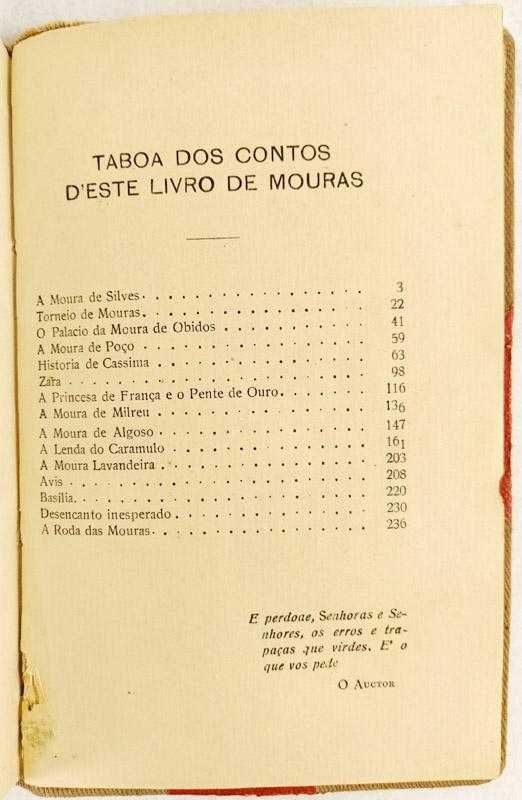 TABOA DOS CONTOS
D'ESTE LIVRO DE MOURAS
A Moura de Silves 3
Torneio de Mouras 22
O Palacio da Moura de Obidos 41
A Moura de Poço 59
Historia de Cassima 63
Zara 98
A Princesa de França e o Pente de Ouro 116
A Moura de Milreu 136
A Moura de Algoso 147
A Lenda do Caramulo 161
A Moura Lavandeira 203
Avis 208
Basilia 220
Desencanto inesperado 230
A Roda das Mouras 236
E perdoae, Senhoras e Se-
nhores, os erros e tra-
paças que virdes. E' o
que vos pede
O Auctor